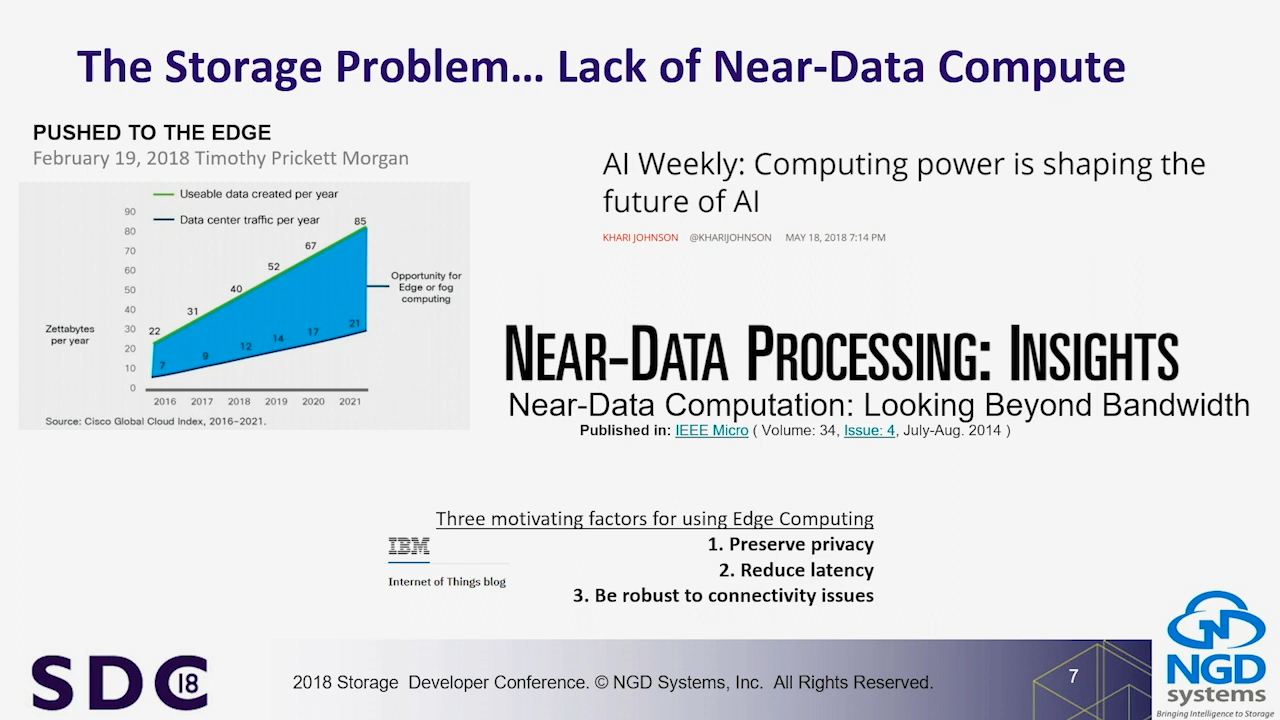 The Storage Problem... Lack of Near-Data Compute
PUSHED TO THE EDGE
February 19, 2018 Timothy Prickett Morgan
Useable data created per year
Data center traffic per year
90
80
70
60
50
40
30
20
10
0
Zettabytes
per year
22
31
40
52
67
85
7
9
12
14
17
21
Opportunity for
Edge or fog
computing
2016 2017 2018 2019 2020 2021
Source: Cisco Global Cloud Index, 2016–2021.
AI Weekly: Computing power is shaping the
future of AI
KHARI JOHNSON @KHARIJOHNSON MAY 18, 2018 7:14 PM
NEAR-DATA PROCESSING: INSIGHTS
Near-Data Computation: Looking Beyond Bandwidth
Published in: IEEE Micro ( Volume: 34, Issue: 4, July-Aug. 2014 )
Three motivating factors for using Edge Computing
1. Preserve privacy
2. Reduce latency
3. Be robust to connectivity issues
IBM
Internet of Things blog
SDC 18
2018 Storage Developer Conference. © NGD Systems, Inc. All Rights Reserved.
7
NGD
systems
Bringing Intelligence to Storage